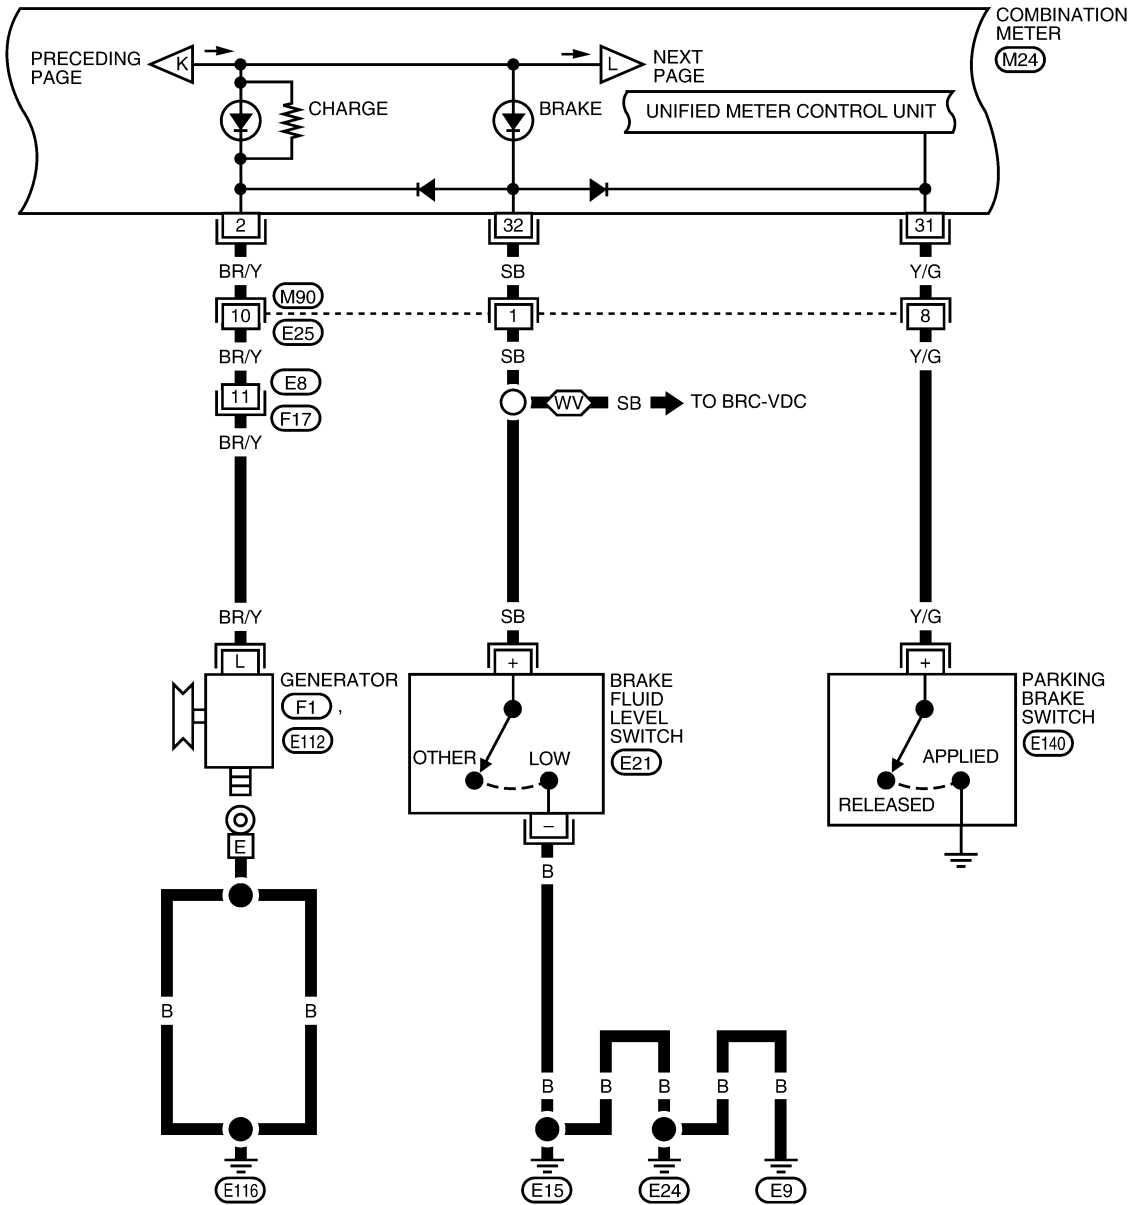 COMBINATION
METER
M24
PRECEDING
PAGE
K
L
NEXT
PAGE
CHARGE
BRAKE
UNIFIED METER CONTROL UNIT
2
32
31
BR/Y
SB
Y/G
M90
10
1
8
E25
BR/Y
SB
Y/G
E8
11
F17
WV
SB
TO BRC-VDC
BR/Y
BR/Y
SB
Y/G
L
+
+
GENERATOR
F1 ,
E112
BRAKE
FLUID
LEVEL
SWITCH
E21
OTHER
LOW
PARKING
BRAKE
SWITCH
E140
APPLIED
RELEASED
–
E
B
B
B
B
B
B
B
B
E116
E15
E24
E9